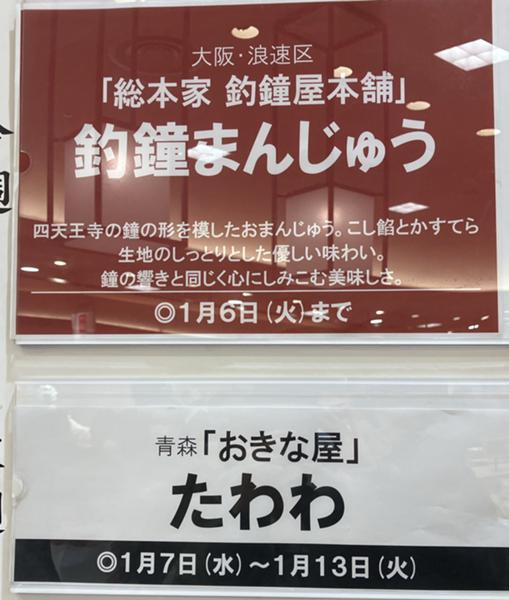 大阪・浪速区
「総本家 釣鐘屋本舗」
釣鐘まんじゅう
四天王寺の鐘の形を模したおまんじゅう。こし餡とかすてら
生地のしっとりとした優しい味わい。
鐘の響きと同じく心にしみこむ美味しさ。
◎1月6日(火)まで
青森「おきな屋」
たわわ
◎1月7日(水)～1月13日(火)